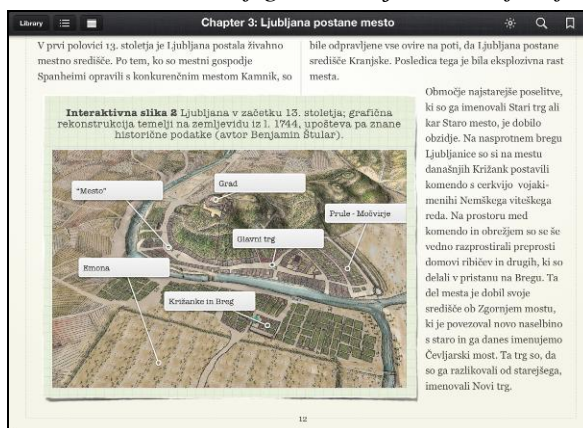 Library
Chapter 3: Ljubljana postane mesto
V prvi polovici 13. stoletja je Ljubljana postala živahno
mestno središče. Po tem, ko so mestni gospodje
Spanheimi opravili s konkurenčnim mestom Kamnik, so
bile odpravljene vse ovire na poti, da Ljubljana postane
središče Kranjske. Posledica tega je bila eksplozivna rast
mesta.
Interaktivna slika 2 Ljubljana v začetku 13. stoletja; grafična
rekonstrukcija temelji na zemljevidu iz l. 1744, upošteva pa znane
historične podatke (avtor Benjamin Štular).
"Mesto"
Grad
Prule - Močvirje
Glavni trg
Emona
Križanke in Breg
Območje najstarejše poselitve,
ki so ga imenovali Stari trg ali
kar Staro mesto, je dobilo
obzidje. Na nasprotnem bregu
Ljubljanice so si na mestu
današnjih Križank postavili
komendo s cerkvijo vojaki-
menihi Nemškega viteškega
reda. Na prostoru med
komendo in obrežjem so se še
vedno razprostirali preprosti
domovi ribičev in drugih, ki so
delali v pristanu na Bregu. Ta
del mesta je dobil svoje
središče ob Zgornjem mostu,
ki je povezoval novo naselbino
s staro in ga danes imenujemo
Čevljarski most. Ta trg so, da
so ga razlikovali od starejšega,
imenovali Novi trg.
12